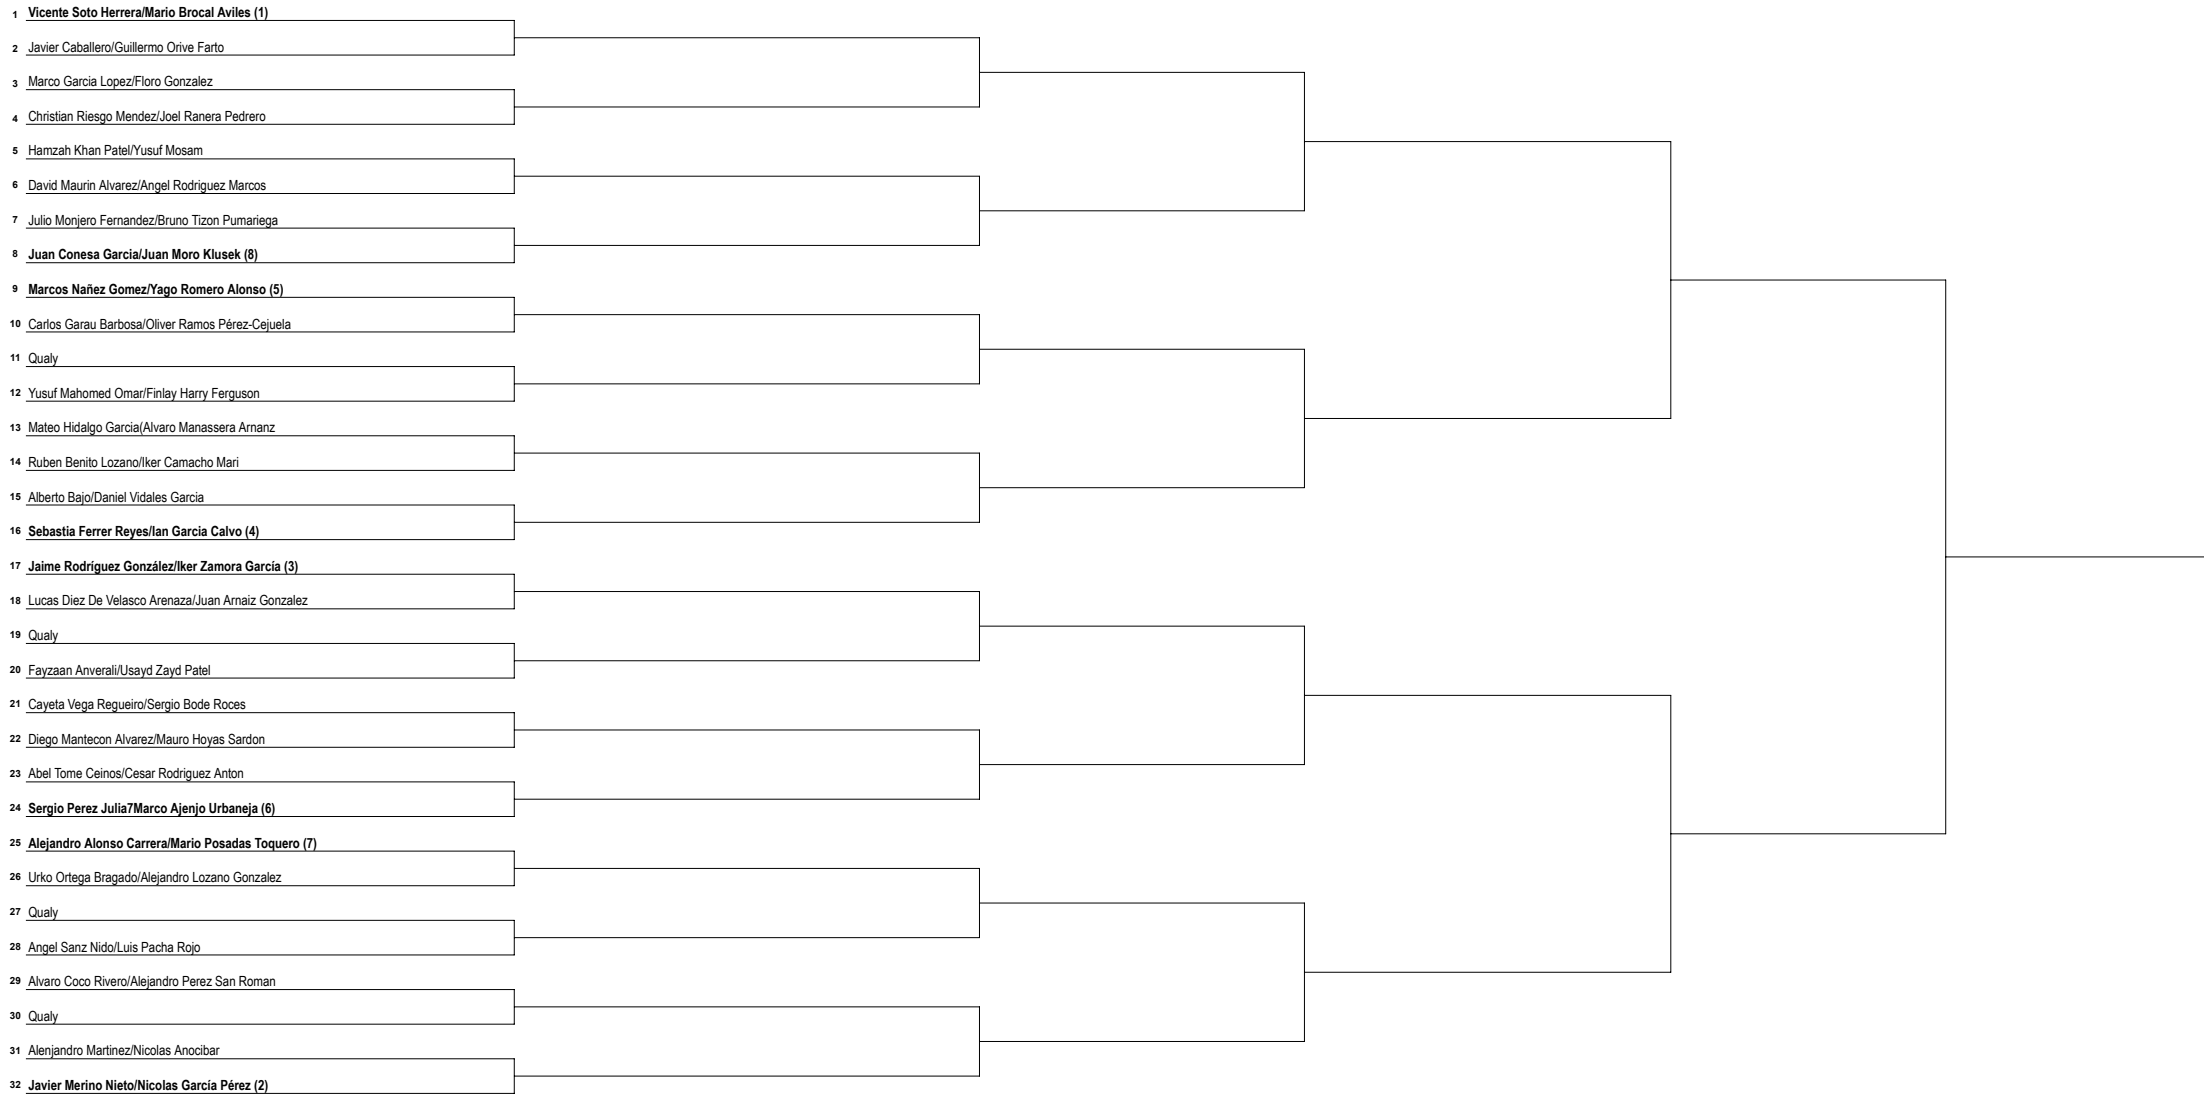 1 Vicente Soto Herrera/Mario Brocal Aviles (1)
2 Javier Caballero/Guillermo Orive Farto
3 Marco Garcia Lopez/Floro Gonzalez
4 Christian Riesgo Mendez/Joel Ranera Pedrero
5 Hamzah Khan Patel/Yusuf Mosam
6 David Maurin Alvarez/Angel Rodriguez Marcos
7 Julio Monjero Fernandez/Bruno Tizon Pumariega
8 Juan Conesa Garcia/Juan Moro Klusek (8)
9 Marcos Nañez Gomez/Yago Romero Alonso (5)
10 Carlos Garau Barbosa/Oliver Ramos Pérez-Cejuela
11 Qualy
12 Yusuf Mahomed Omar/Finlay Harry Ferguson
13 Mateo Hidalgo Garcia(Alvaro Manassera Arnanz
14 Ruben Benito Lozano/Iker Camacho Mari
15 Alberto Bajo/Daniel Vidales Garcia
16 Sebastia Ferrer Reyes/Ian Garcia Calvo (4)
17 Jaime Rodríguez González/Iker Zamora García (3)
18 Lucas Diez De Velasco Arenaza/Juan Arnaiz Gonzalez
19 Qualy
20 Fayzaan Anverali/Usayd Zayd Patel
21 Cayeta Vega Regueiro/Sergio Bode Roces
22 Diego Mantecon Alvarez/Mauro Hoyas Sardon
23 Abel Tome Ceinos/Cesar Rodriguez Anton
24 Sergio Perez Julia7Marco Ajenjo Urbaneja (6)
25 Alejandro Alonso Carrera/Mario Posadas Toquero (7)
26 Urko Ortega Bragado/Alejandro Lozano Gonzalez
27 Qualy
28 Angel Sanz Nido/Luis Pacha Rojo
29 Alvaro Coco Rivero/Alejandro Perez San Roman
30 Qualy
31 Alenjandro Martinez/Nicolas Anocibar
32 Javier Merino Nieto/Nicolas García Pérez (2)